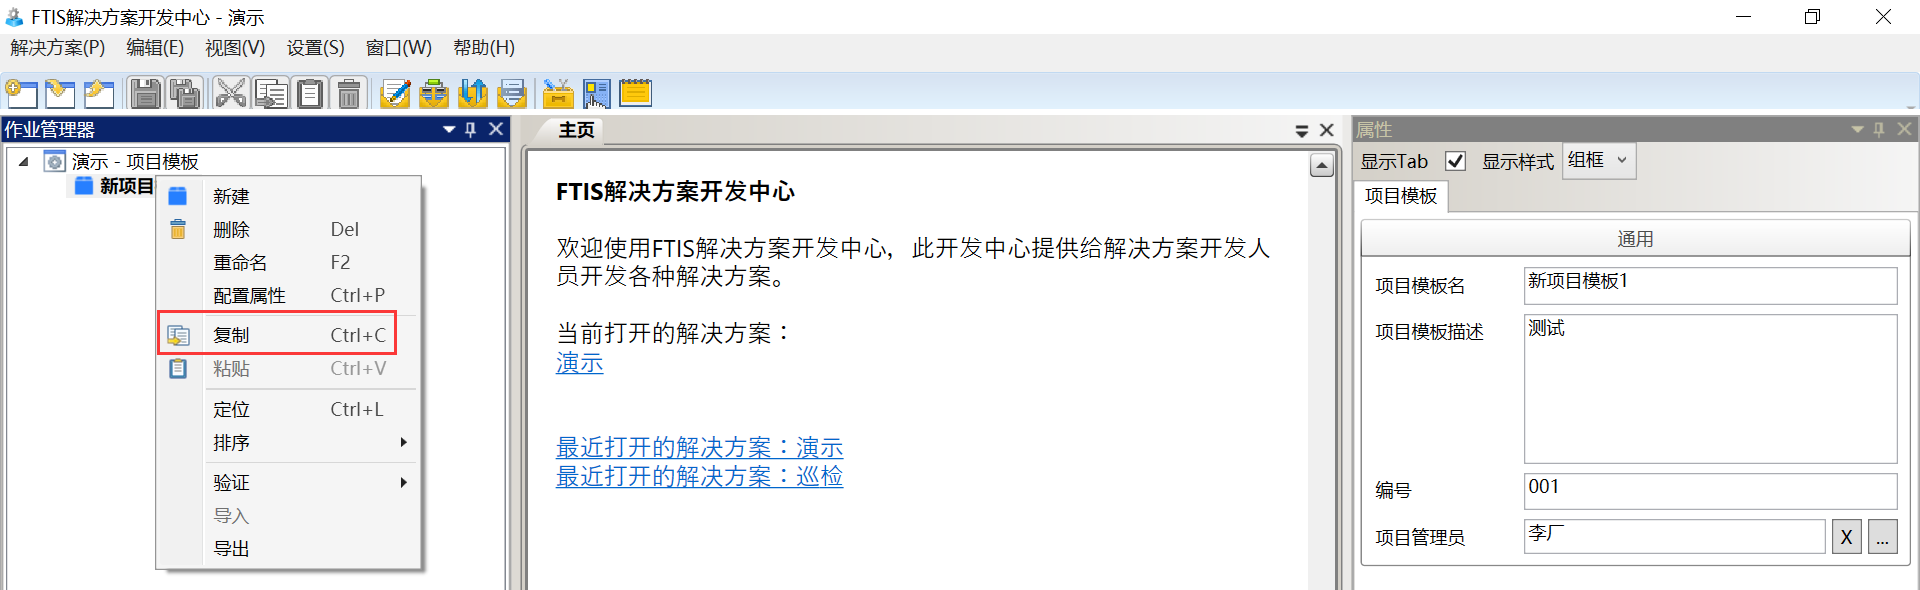 FTIS解决方案开发中心 - 演示
解决方案(P) 编辑(E) 视图(V) 设置(S) 窗口(W) 帮助(H)
作业管理器
演示 - 项目模板
新项目
新建
删除 Del
重命名 F2
配置属性 Ctrl+P
复制 Ctrl+C
粘贴 Ctrl+V
定位 Ctrl+L
排序
验证
导入
导出
主页
FTIS解决方案开发中心
欢迎使用FTIS解决方案开发中心，此开发中心提供给解决方案开发人
员开发各种解决方案。
当前打开的解决方案：
演示
最近打开的解决方案：演示
最近打开的解决方案：巡检
属性
显示Tab 显示样式 组框
项目模板
通用
项目模板名 新项目模板1
项目模板描述 测试
编号 001
项目管理员 李厂 X ...